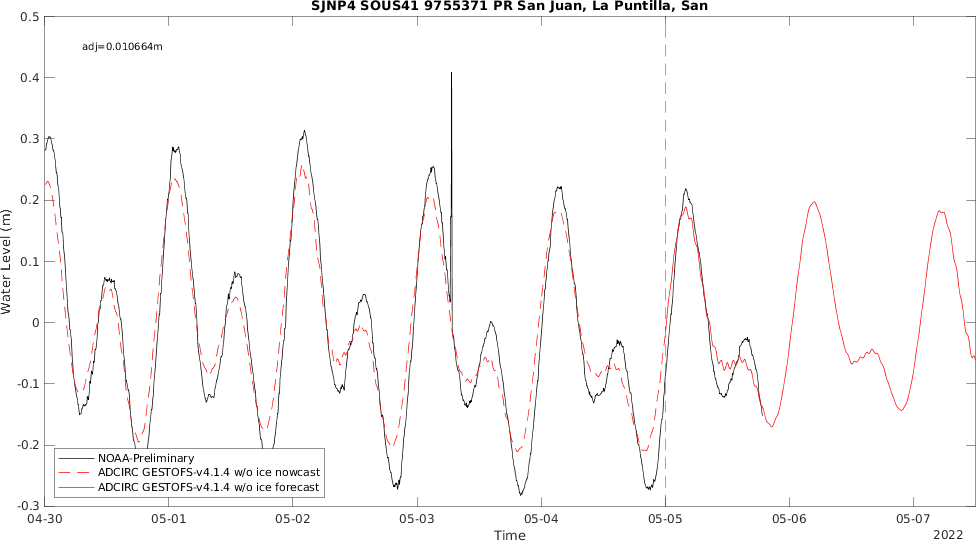 SJNP4 SOUS41 9755371 PR San Juan, La Puntilla, San
adj=0.010664m
Water Level (m)
0.5
0.4
0.3
0.2
0.1
0
-0.1
-0.2
-0.3
NOAA-Preliminary
ADCIRC GESTOFS-v4.1.4 w/o ice nowcast
ADCIRC GESTOFS-v4.1.4 w/o ice forecast
04-30 05-01 05-02 05-03 05-04 05-05 05-06 05-07
Time
2022